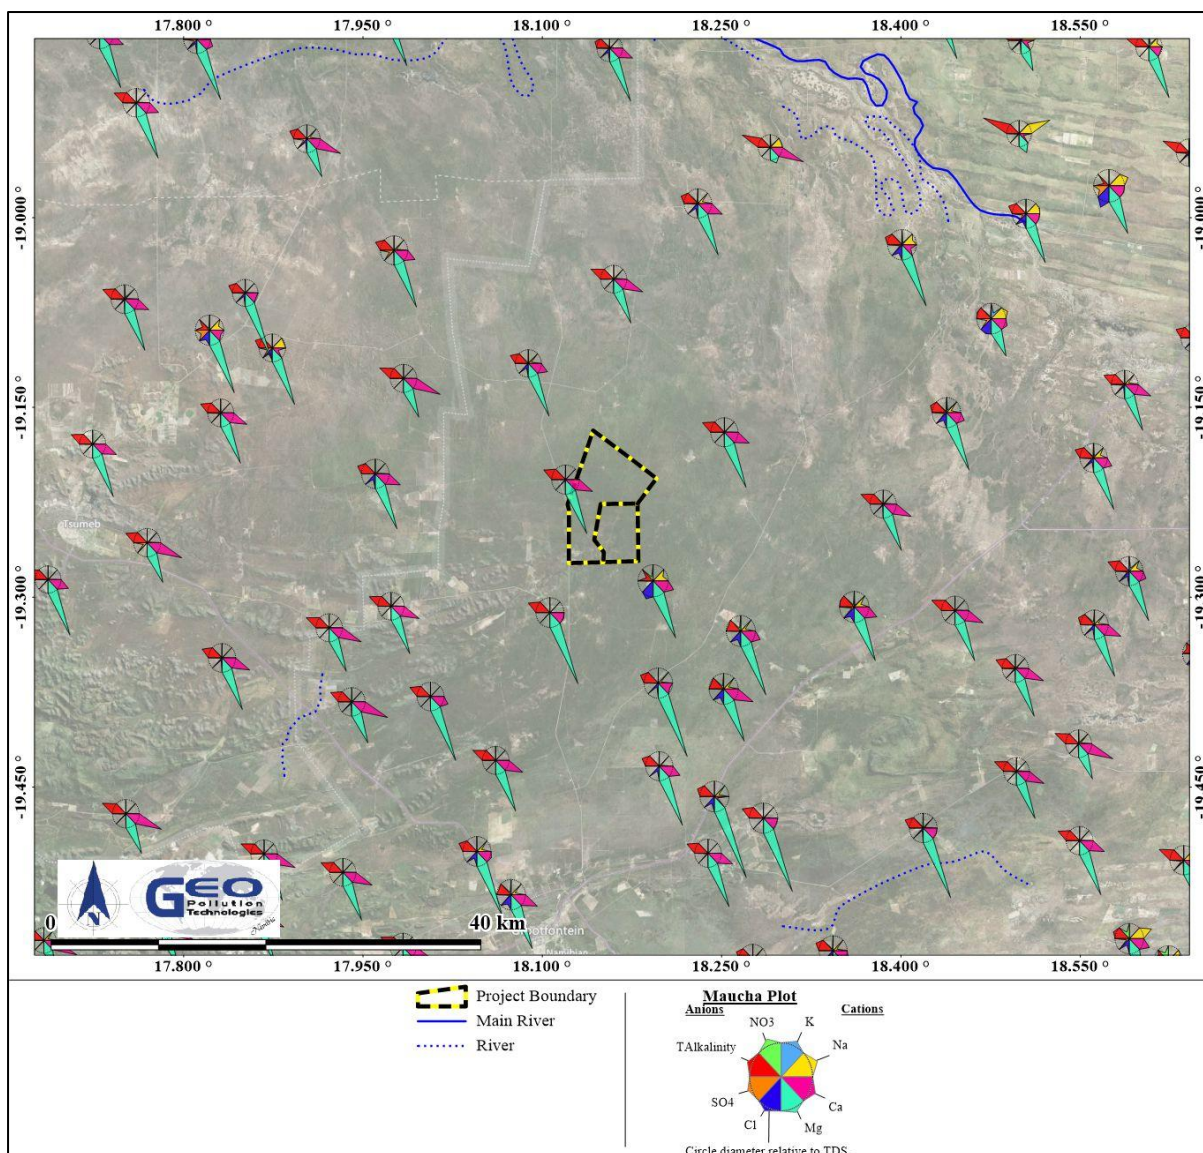 17.800 ° 17.950 ° 18.100 ° 18.250 ° 18.400 ° 18.550 °
-19.000 ° -19.000 °
-19.150 ° -19.150 °
Tsumeb
-19.300 ° -19.300 °
-19.450 ° -19.450 °
GEO
Pollution
Technologies
Namibia
N
0 40 km
17.800 ° 17.950 ° 18.100 ° 18.250 ° 18.400 ° 18.550 °
Project Boundary
Main River
River
Maucha Plot
Anions Cations
NO3 K
TAlkalinity Na
SO4 Ca
Cl Mg
Circle diameter relative to TDS